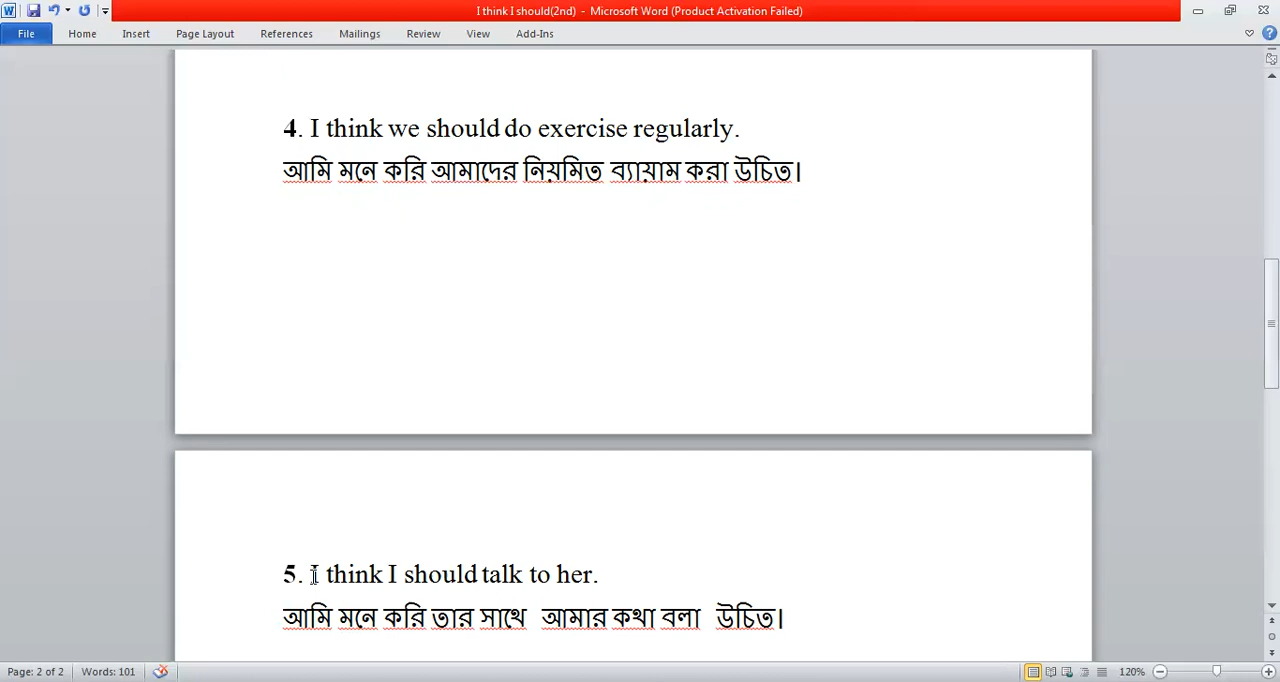 I think I should(2nd) - Microsoft Word (Product Activation Failed)
File Home Insert Page Layout References Mailings Review View Add-Ins
4. I think we should do exercise regularly.
আমি মনে করি আমাদের নিয়মিত ব্যায়াম করা উচিত।
5. I think I should talk to her.
আমি মনে করি তার সাথে আমার কথা বলা উচিত।
Page: 2 of 2 Words: 101 120%